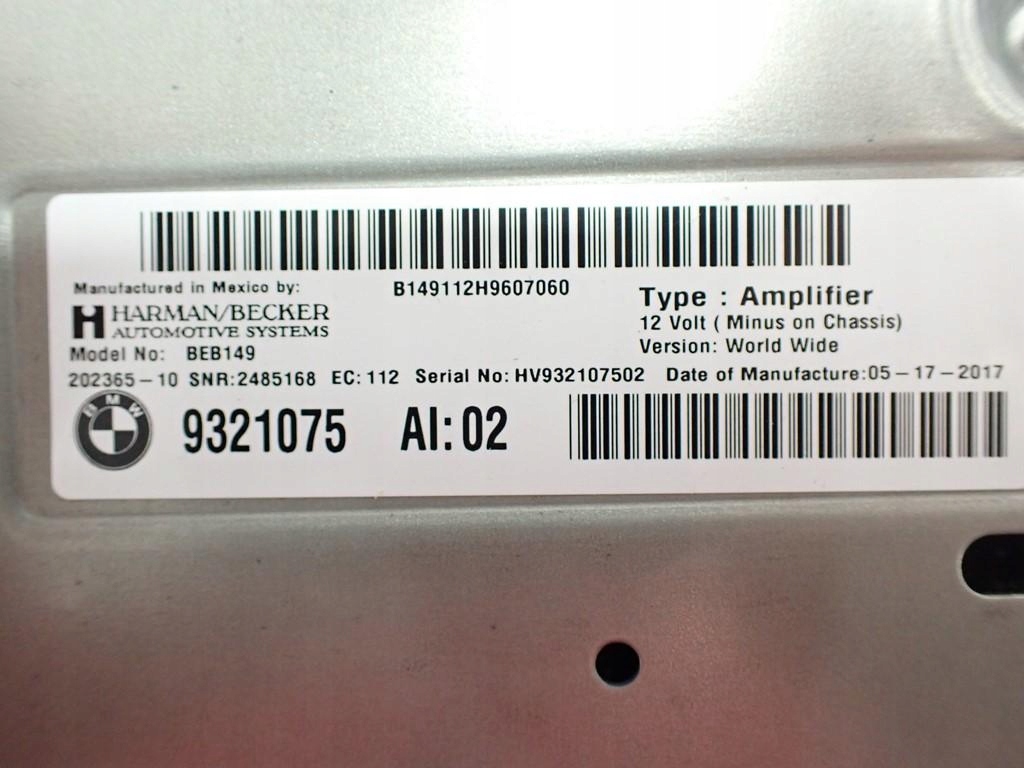 Manufactured in Mexico by:
B149112H9607060
H HARMAN/BECKER
AUTOMOTIVE SYSTEMS
Type : Amplifier
12 Volt ( Minus on Chassis)
Version: World Wide
Model No: BEB149
202365-10 SNR:2485168 EC: 112 Serial No: HV932107502 Date of Manufacture:05-17-2017
BMW 9321075 AI: 02